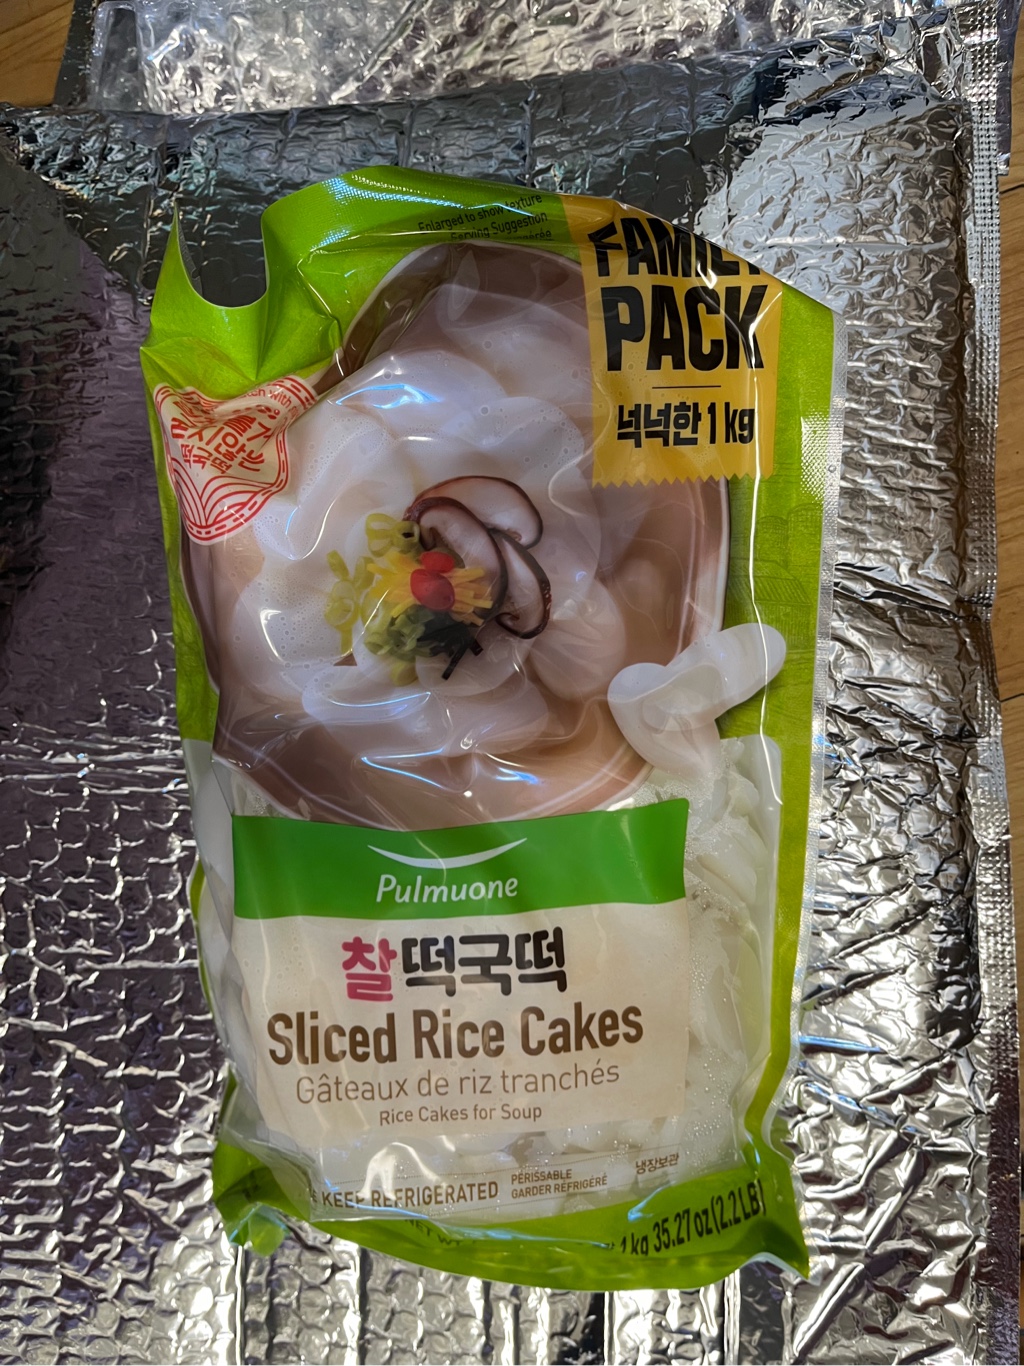 Enlarged to show texture
Serving Suggestion
FAMILY
PACK
넉넉한 1 kg
Pulmuone
찰떡국떡
Sliced Rice Cakes
Gâteaux de riz tranchés
Rice Cakes for Soup
KEEP REFRIGERATED
PÉRISSABLE
GARDER RÉFRIGÉRÉ
냉장보관
NET WT
1 kg 35.27 oz (2.2 LB)